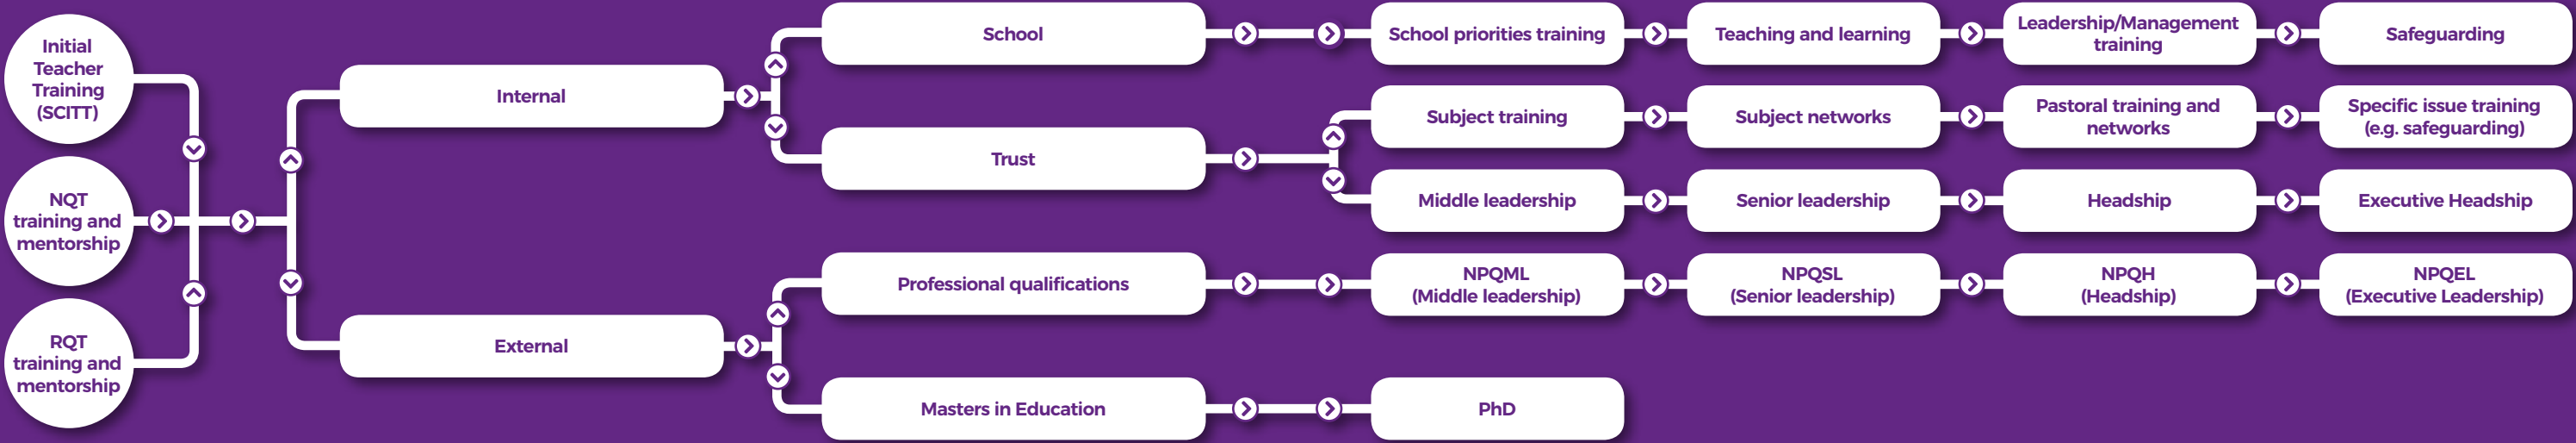 Initial
Teacher
Training
(SCITT)
NQT
training and
mentorship
RQT
training and
mentorship
Internal
External
School
Trust
Professional qualifications
Masters in Education
School priorities training
Teaching and learning
Leadership/Management
training
Safeguarding
Subject training
Subject networks
Pastoral training and
networks
Specific issue training
(e.g. safeguarding)
Middle leadership
Senior leadership
Headship
Executive Headship
NPQML
(Middle leadership)
NPQSL
(Senior leadership)
NPQH
(Headship)
NPQEL
(Executive Leadership)
PhD